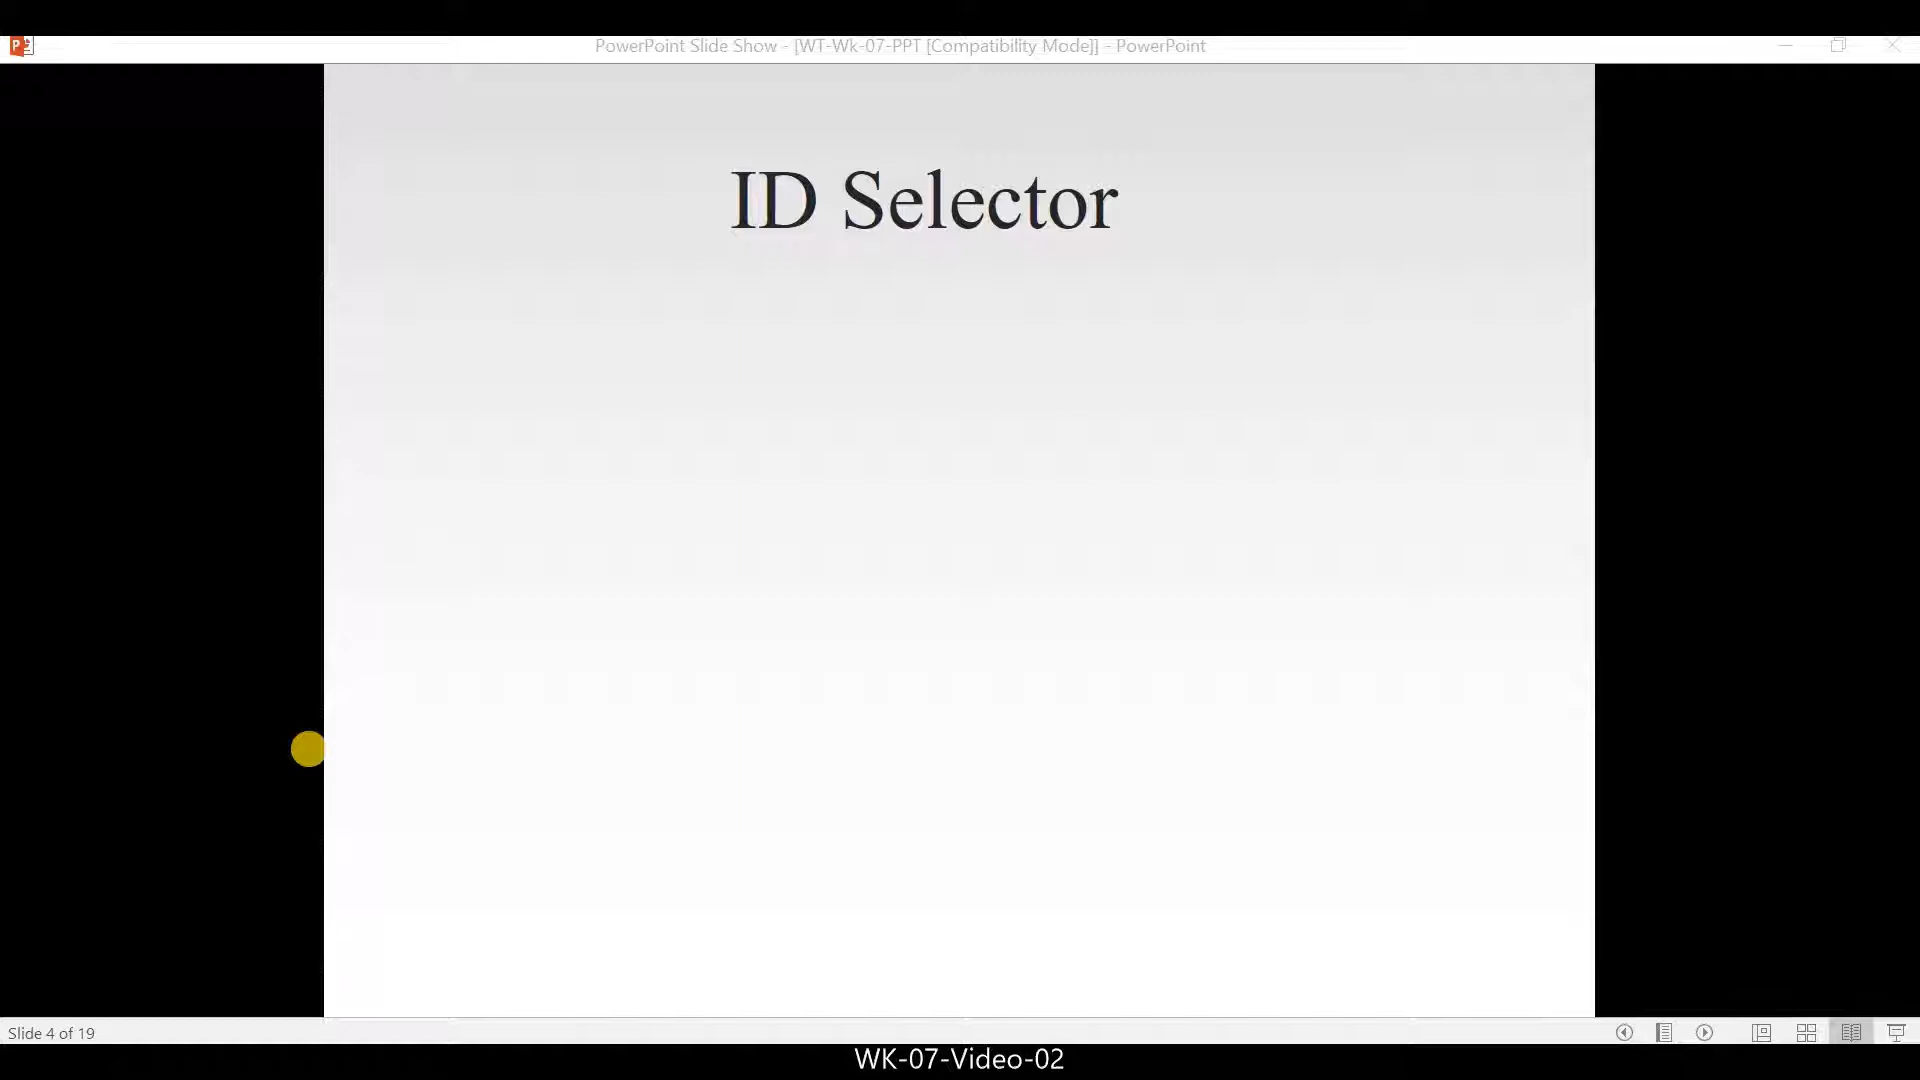 PowerPoint Slide Show - [WT-Wk-07-PPT [Compatibility Mode]] - PowerPoint
ID Selector
Slide 4 of 19
WK-07-Video-02